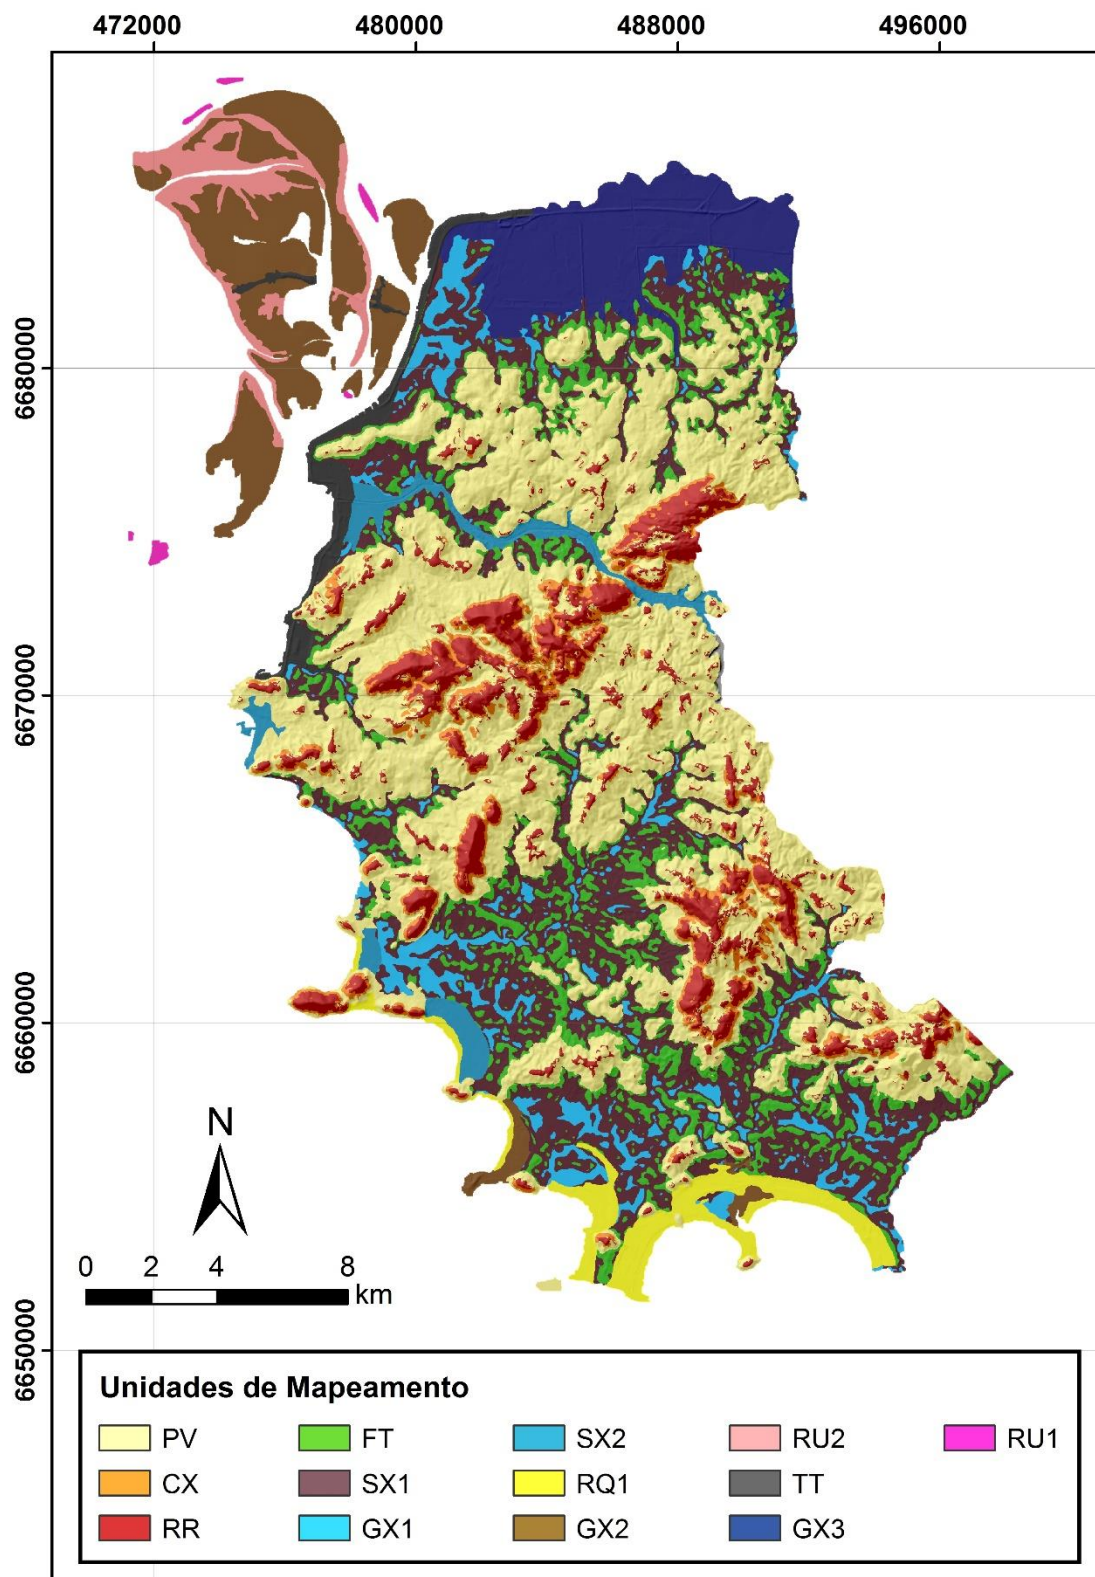 472000 480000 488000 496000
6680000
6670000
6660000
6650000
N
0 2 4 8
km
Unidades de Mapeamento
PV FT SX2 RU2 RU1
CX SX1 RQ1 TT
RR GX1 GX2 GX3